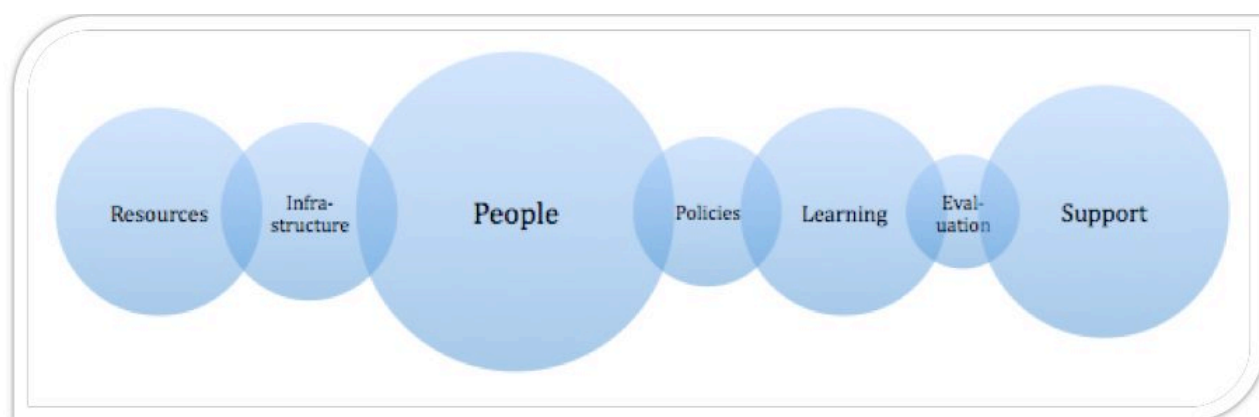 Resources
Infra-
structure
People
Policies
Learning
Eval-
uation
Support